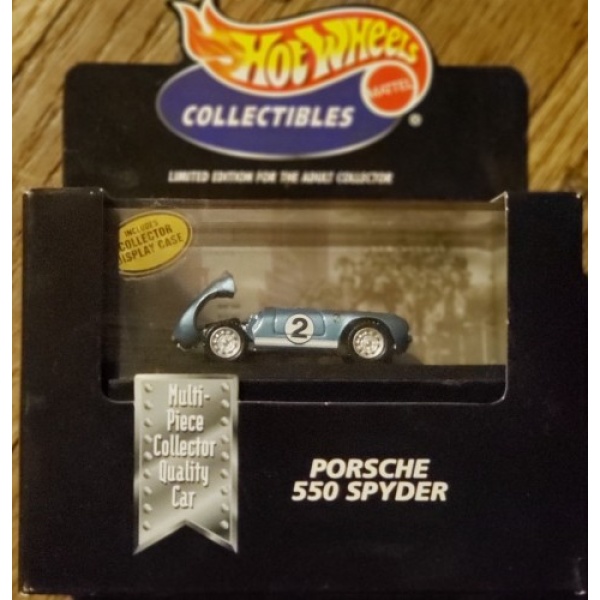 HOT WHEELS
MATTEL
COLLECTIBLES
®
LIMITED EDITION FOR THE ADULT COLLECTOR
INCLUDES
COLLECTOR
DISPLAY CASE
2
Multi-
Piece
Collector
Quality
Car
PORSCHE
550 SPYDER